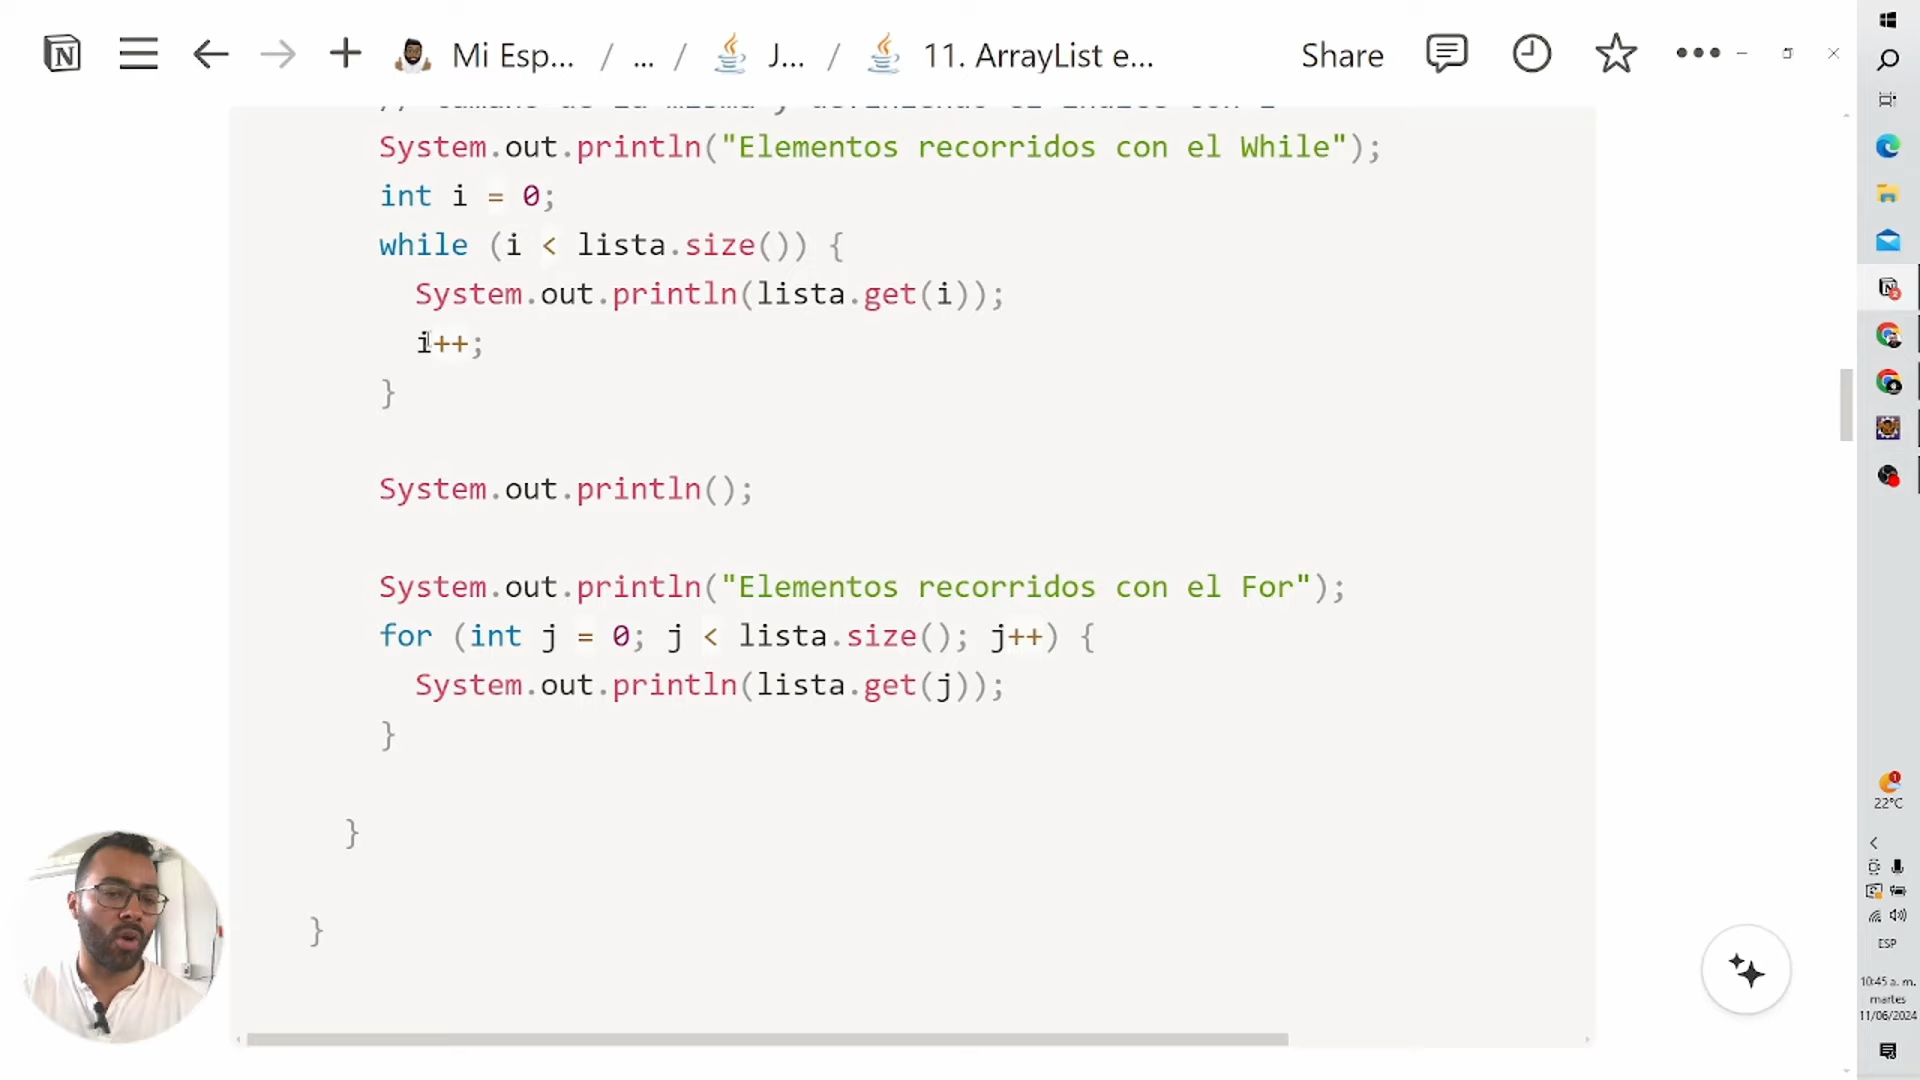 Mi Esp... / ... / J... / 11. ArrayList e...
Share
System.out.println("Elementos recorridos con el While");
int i = 0;
while (i < lista.size()) {
System.out.println(lista.get(i));
i++;
}
System.out.println();
System.out.println("Elementos recorridos con el For");
for (int j = 0; j < lista.size(); j++) {
System.out.println(lista.get(j));
}
}
}
22°C
ESP
10:45 a. m.
martes
11/06/2024